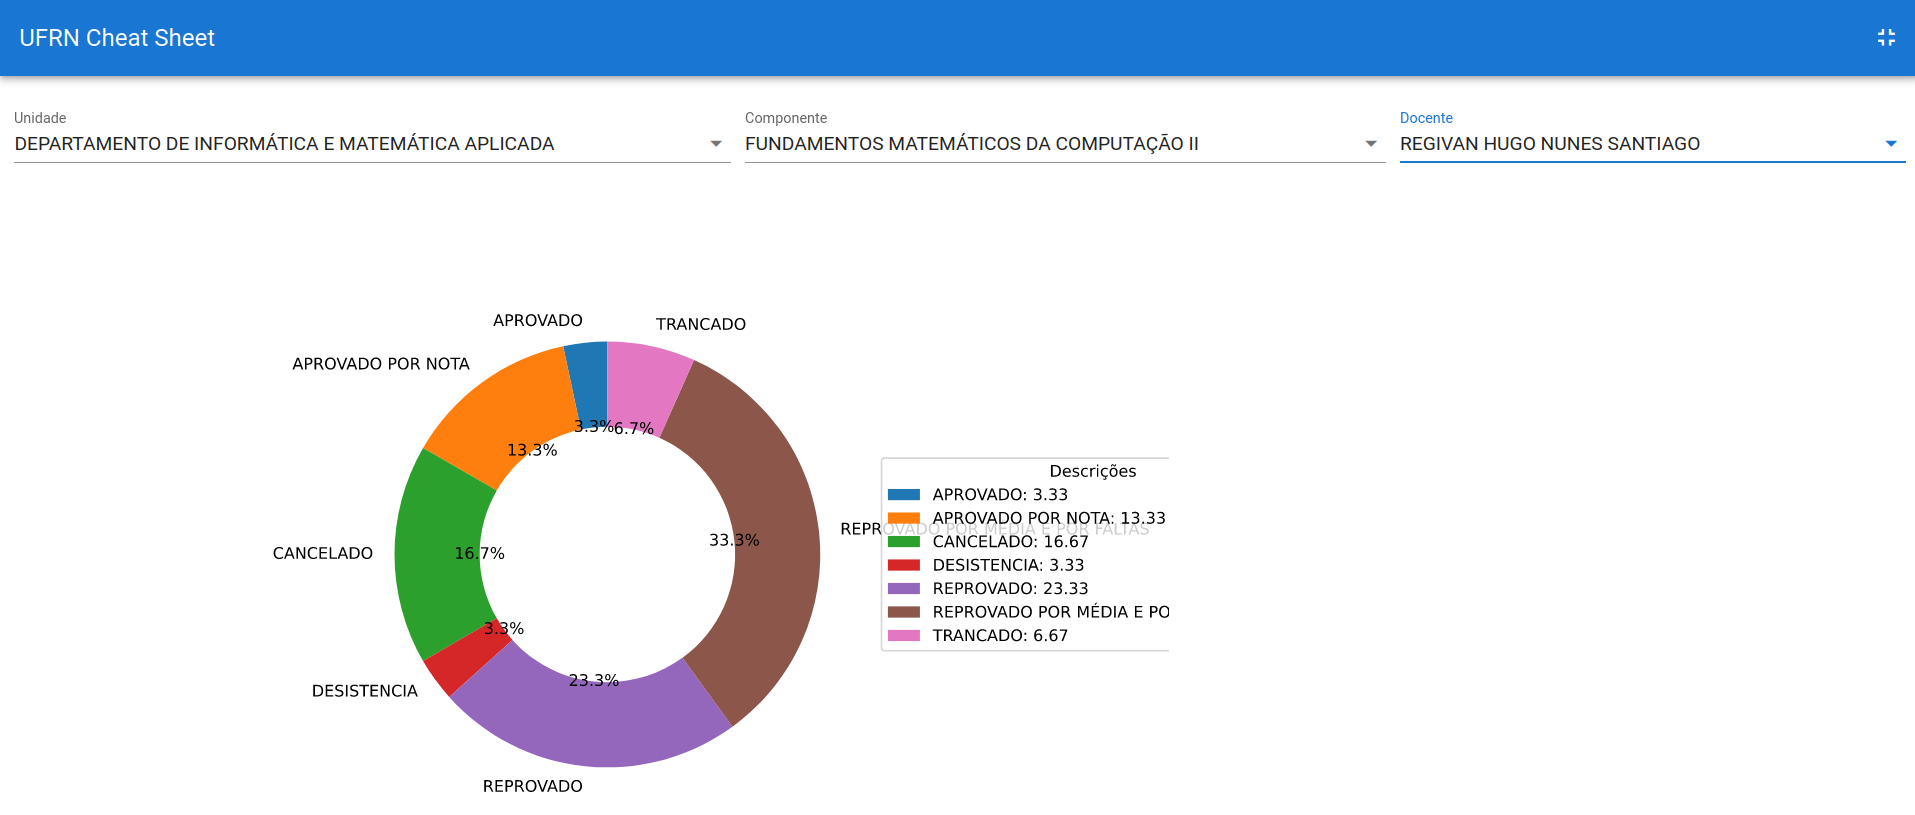 UFRN Cheat Sheet
Unidade
DEPARTAMENTO DE INFORMÁTICA E MATEMÁTICA APLICADA
Componente
FUNDAMENTOS MATEMÁTICOS DA COMPUTAÇÃO II
Docente
REGIVAN HUGO NUNES SANTIAGO
APROVADO
TRANCADO
APROVADO POR NOTA
3.3%
6.7%
13.3%
CANCELADO
16.7%
33.3%
REPROVADO POR MÉDIA E POR FALTAS
3.3%
23.3%
DESISTENCIA
REPROVADO
Descrições
APROVADO: 3.33
APROVADO POR NOTA: 13.33
CANCELADO: 16.67
DESISTENCIA: 3.33
REPROVADO: 23.33
REPROVADO POR MÉDIA E PO
TRANCADO: 6.67